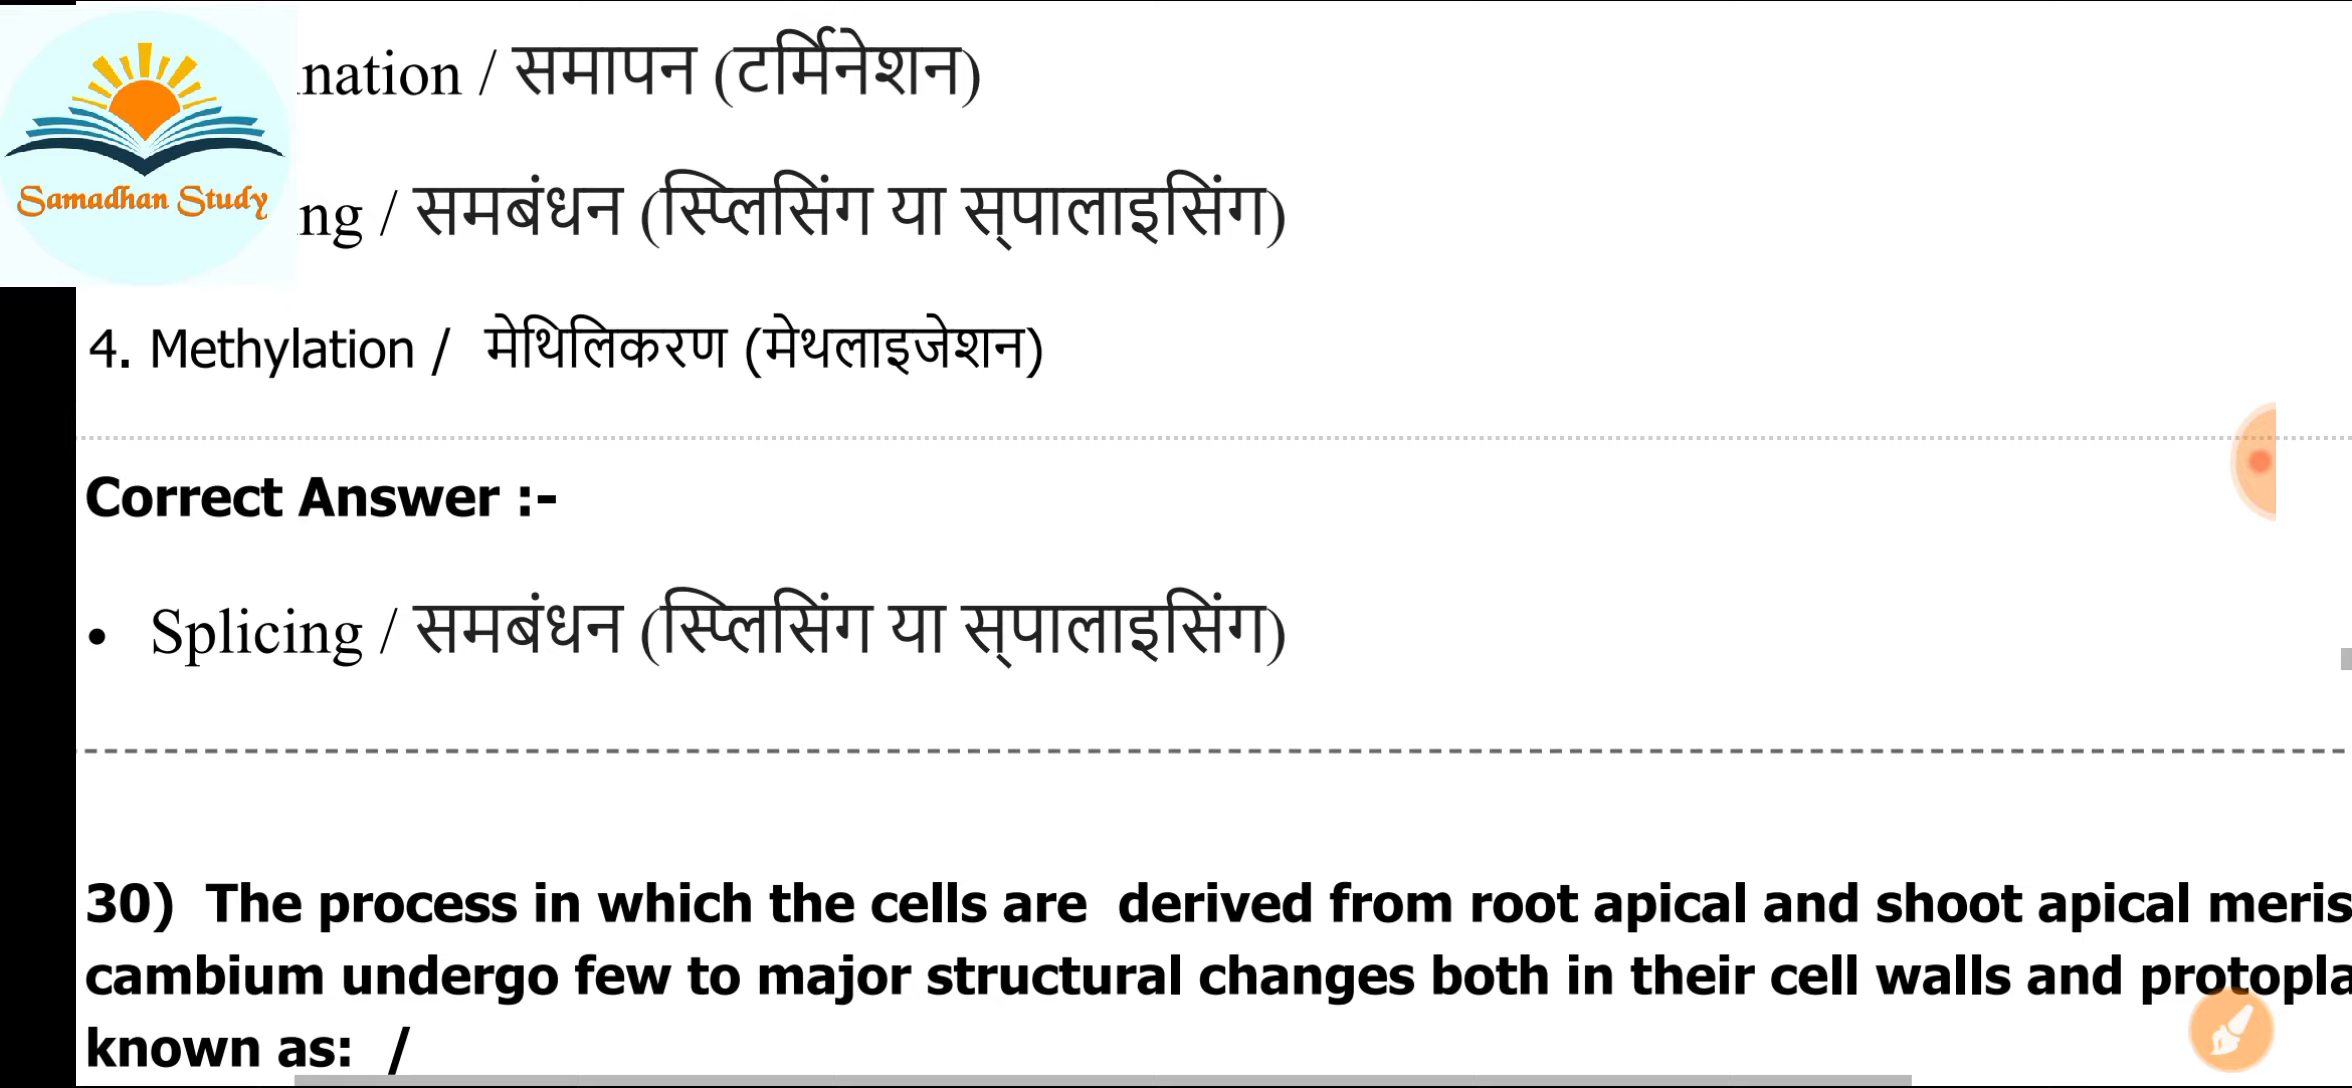 nation / समापन (टर्मिनेशन)
Samadhan Study
ng / समबंधन (स्प्लिसिंग या स्पालाइसिंग)
4. Methylation / मेथिलिकरण (मेथलाइजेशन)
Correct Answer :-
• Splicing / समबंधन (स्प्लिसिंग या स्पालाइसिंग)
30) The process in which the cells are derived from root apical and shoot apical meris
cambium undergo few to major structural changes both in their cell walls and protopla
known as: /